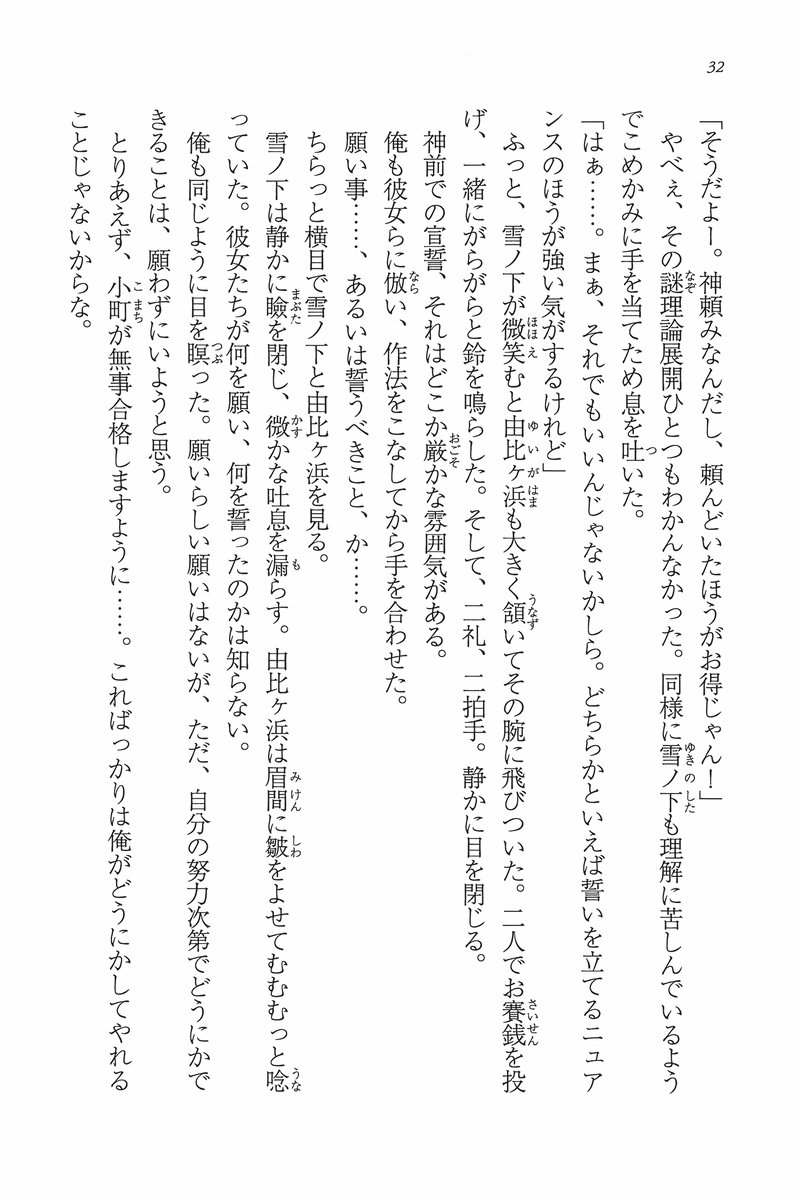 32
「そうだよー。神頼みなんだし、頼んどいたほうがお得じゃん！」
やべぇ、その謎理論展開ひとつもわかんなかった。同様に雪ノ下も理解に苦しんでいるよう
でこめかみに手を当てため息を吐いた。
「はぁ……。まぁ、それでもいいんじゃないかしら。どちらかといえば誓いを立てるニュア
ンスのほうが強い気がするけれど」
ふっと、雪ノ下が微笑むと由比ヶ浜も大きく頷いてその腕に飛びついた。二人でお賽銭を投
げ、一緒にがらがらと鈴を鳴らした。そして、二礼、二拍手。静かに目を閉じる。
神前での宣誓、それはどこか厳かな雰囲気がある。
俺も彼女らに倣い、作法をこなしてから手を合わせた。
願い事……、あるいは誓うべきこと、か……。
ちらっと横目で雪ノ下と由比ヶ浜を見る。
雪ノ下は静かに瞼を閉じ、微かな吐息を漏らす。由比ヶ浜は眉間に皺をよせてむむむっと唸
っていた。彼女たちが何を願い、何を誓ったのかは知らない。
俺も同じように目を瞑った。願いらしい願いはないが、ただ、自分の努力次第でどうにかで
きることは、願わずにいようと思う。
とりあえず、小町が無事合格しますように……。こればっかりは俺がどうにかしてやれる
ことじゃないからな。